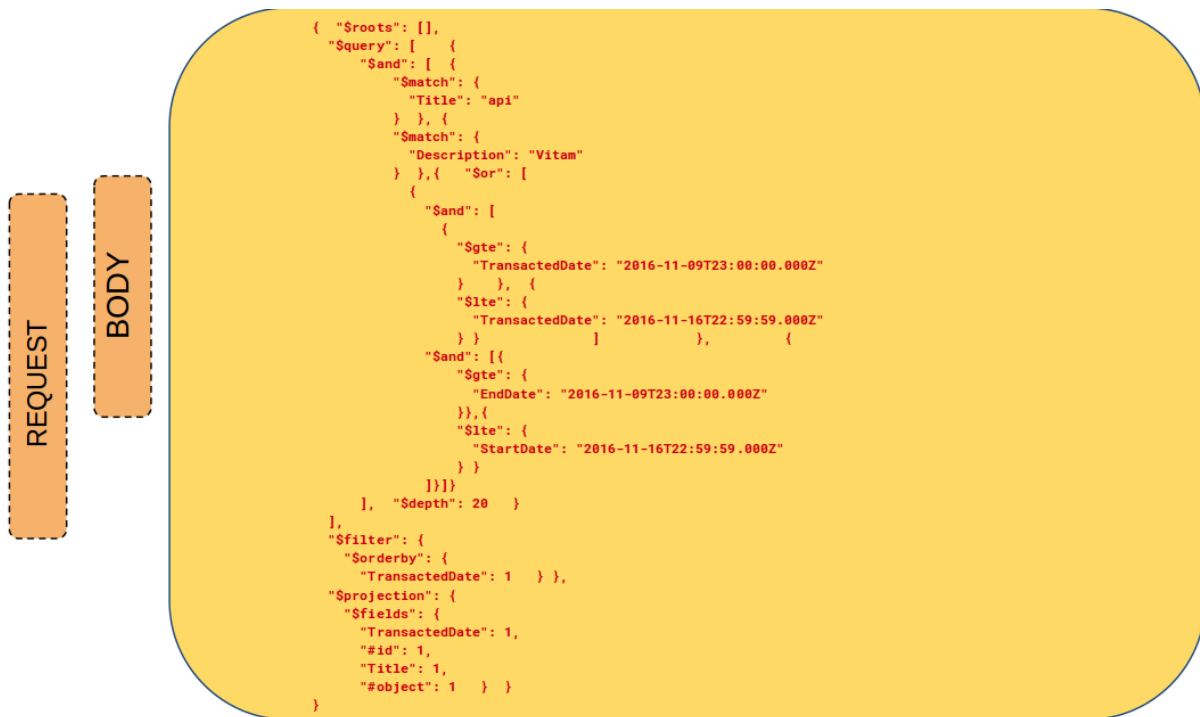 REQUEST
BODY
{  "$roots": [],
"$query": [    {
"$and": [  {
"$match": {
"Title": "api"
}  }, {
"$match": {
"Description": "Vitam"
}  },{   "$or": [
{
"$and": [
{
"$gte": {
"TransactedDate": "2016-11-09T23:00:00.000Z"
}    },  {
"$lte": {
"TransactedDate": "2016-11-16T22:59:59.000Z"
} }              ]            },         {
"$and": [{
"$gte": {
"EndDate": "2016-11-09T23:00:00.000Z"
}},{
"$lte": {
"StartDate": "2016-11-16T22:59:59.000Z"
} }
]}]}
],  "$depth": 20   }
],
"$filter": {
"$orderby": {
"TransactedDate": 1   } },
"$projection": {
"$fields": {
"TransactedDate": 1,
"#id": 1,
"Title": 1,
"#object": 1   }  }
}